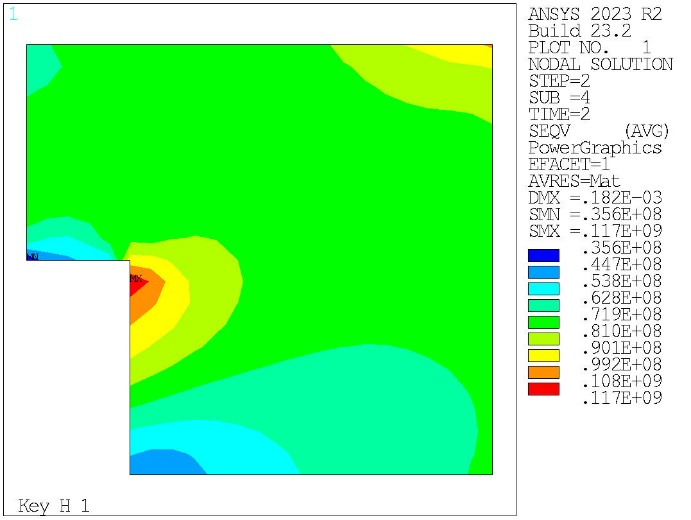 1
ANSYS 2023 R2
Build 23.2
PLOT NO. 1
NODAL SOLUTION
STEP=2
SUB =4
TIME=2
SEQV (AVG)
PowerGraphics
EFACET=1
AVRES=Mat
DMX =.182E-03
SMN =.356E+08
SMX =.117E+09
.356E+08
.447E+08
.538E+08
.628E+08
.719E+08
.810E+08
.901E+08
.992E+08
.108E+09
.117E+09
MN
MX
Key H 1